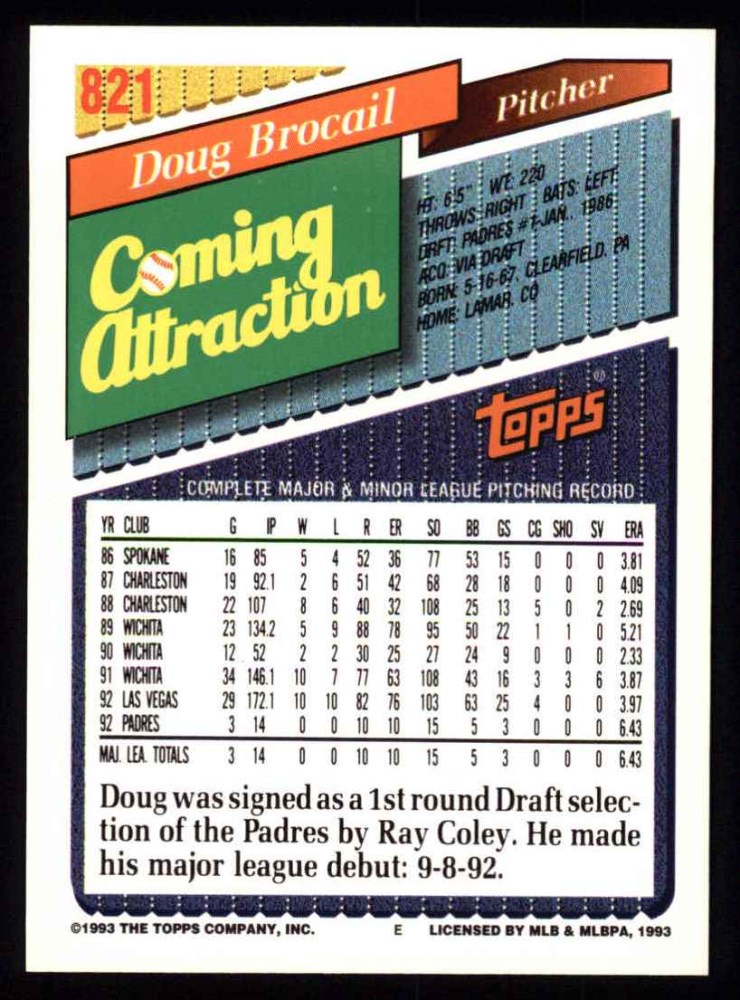 821
Doug Brocail
Pitcher
Coming
Attraction
HT: 6'5" WT: 220
THROWS: RIGHT BATS: LEFT
DRFT: PADRES #1-JAN., 1986
ACQ: VIA DRAFT
BORN: 5-16-67, CLEARFIELD, PA
HOME: LAMAR, CO
topps®
COMPLETE MAJOR & MINOR LEAGUE PITCHING RECORD
YR CLUB G IP W L R ER SO BB GS CG SHO SV ERA
86 SPOKANE 16 85 5 4 52 36 77 53 15 0 0 0 3.81
87 CHARLESTON 19 92.1 2 6 51 42 68 28 18 0 0 0 4.09
88 CHARLESTON 22 107 8 6 40 32 108 25 13 5 0 2 2.69
89 WICHITA 23 134.2 5 9 88 78 95 50 22 1 1 0 5.21
90 WICHITA 12 52 2 2 30 25 27 24 9 0 0 0 2.33
91 WICHITA 34 146.1 10 7 77 63 108 43 16 3 3 6 3.87
92 LAS VEGAS 29 172.1 10 10 82 76 103 63 25 4 0 0 3.97
92 PADRES 3 14 0 0 10 10 15 5 3 0 0 0 6.43
MAJ. LEA. TOTALS 3 14 0 0 10 10 15 5 3 0 0 0 6.43
Doug was signed as a 1st round Draft selec-
tion of the Padres by Ray Coley. He made
his major league debut: 9-8-92.
©1993 THE TOPPS COMPANY, INC. E LICENSED BY MLB & MLBPA, 1993